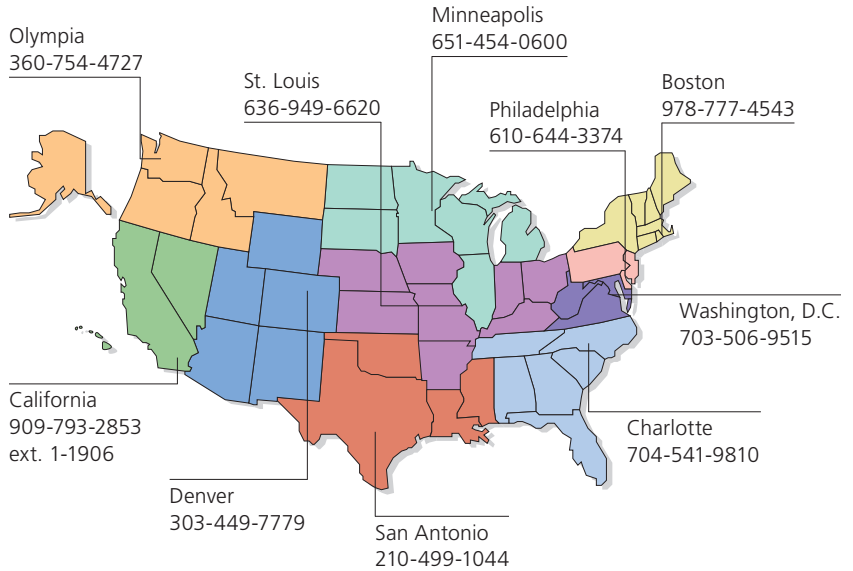 Minneapolis
651-454-0600
Olympia
360-754-4727
St. Louis
636-949-6620
Boston
978-777-4543
Philadelphia
610-644-3374
Washington, D.C.
703-506-9515
California
909-793-2853
ext. 1-1906
Charlotte
704-541-9810
Denver
303-449-7779
San Antonio
210-499-1044